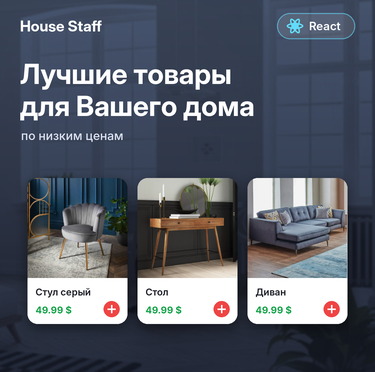 House Staff
React
Лучшие товары
для Вашего дома
по низким ценам
Стул серый
49.99 $
Стол
49.99 $
Диван
49.99 $